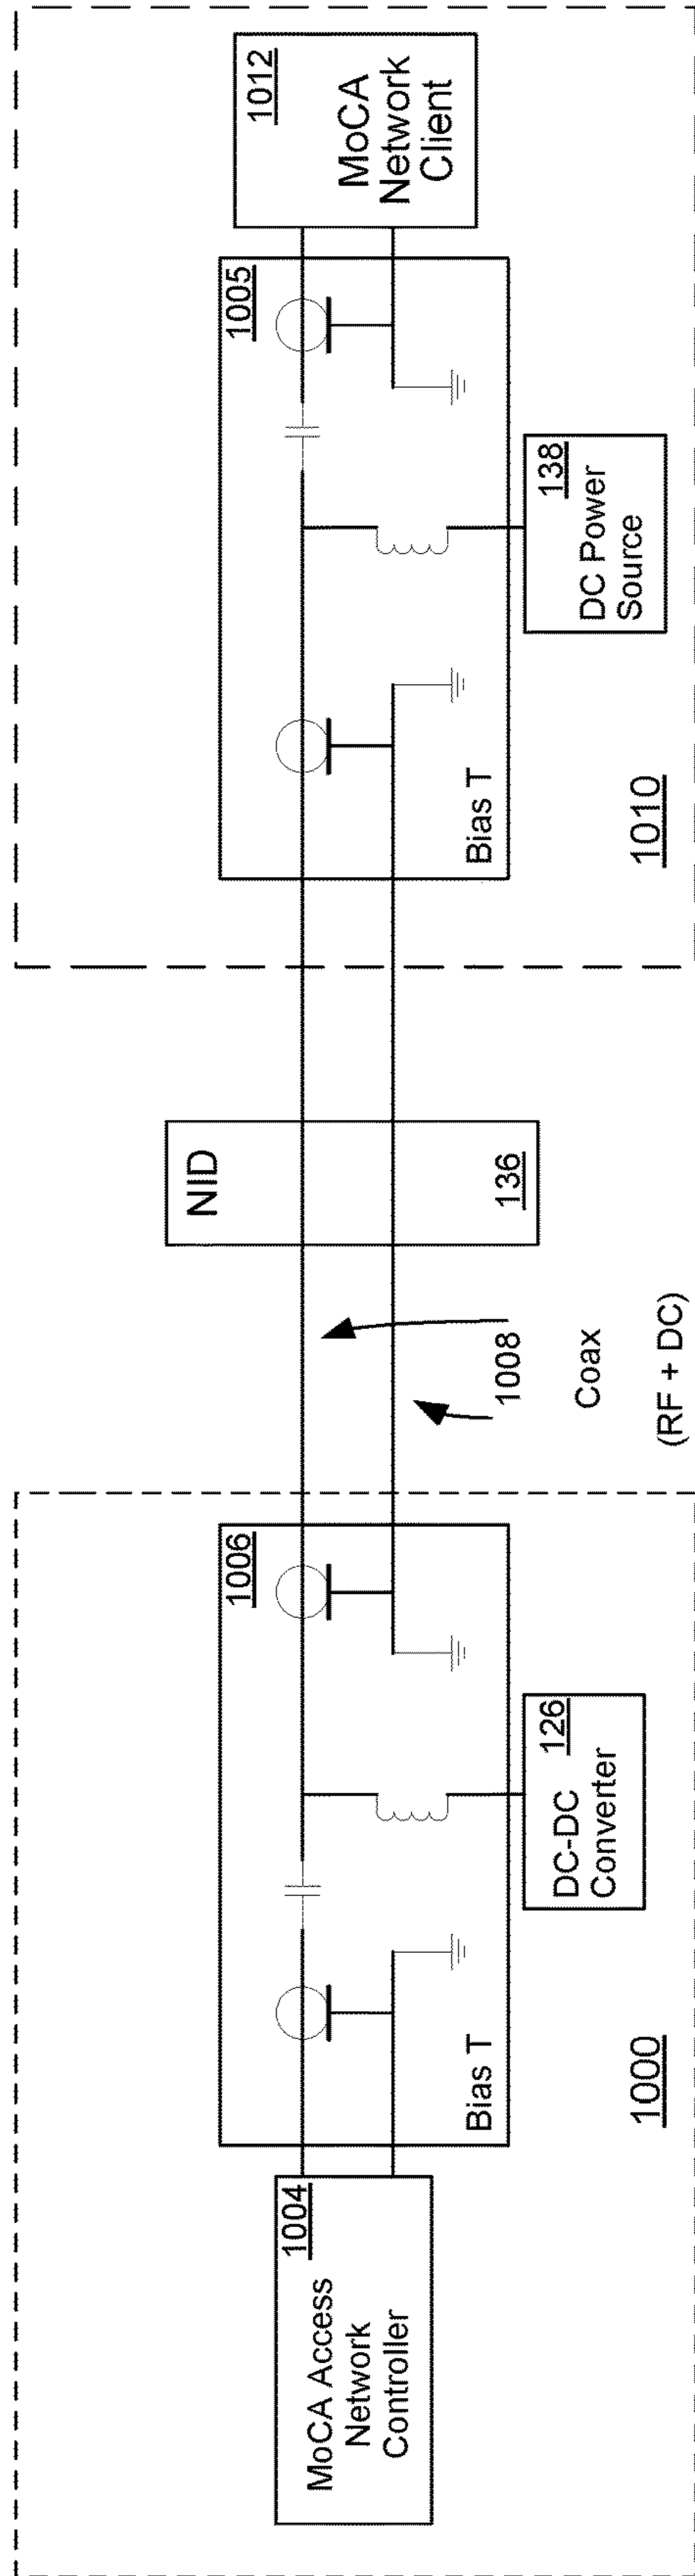 1004
MoCA Access
Network
Controller
1006
Bias T
126
DC-DC
Converter
1000
1008
Coax
(RF + DC)
NID
136
1005
Bias T
138
DC Power
Source
1010
1012
MoCA
Network
Client